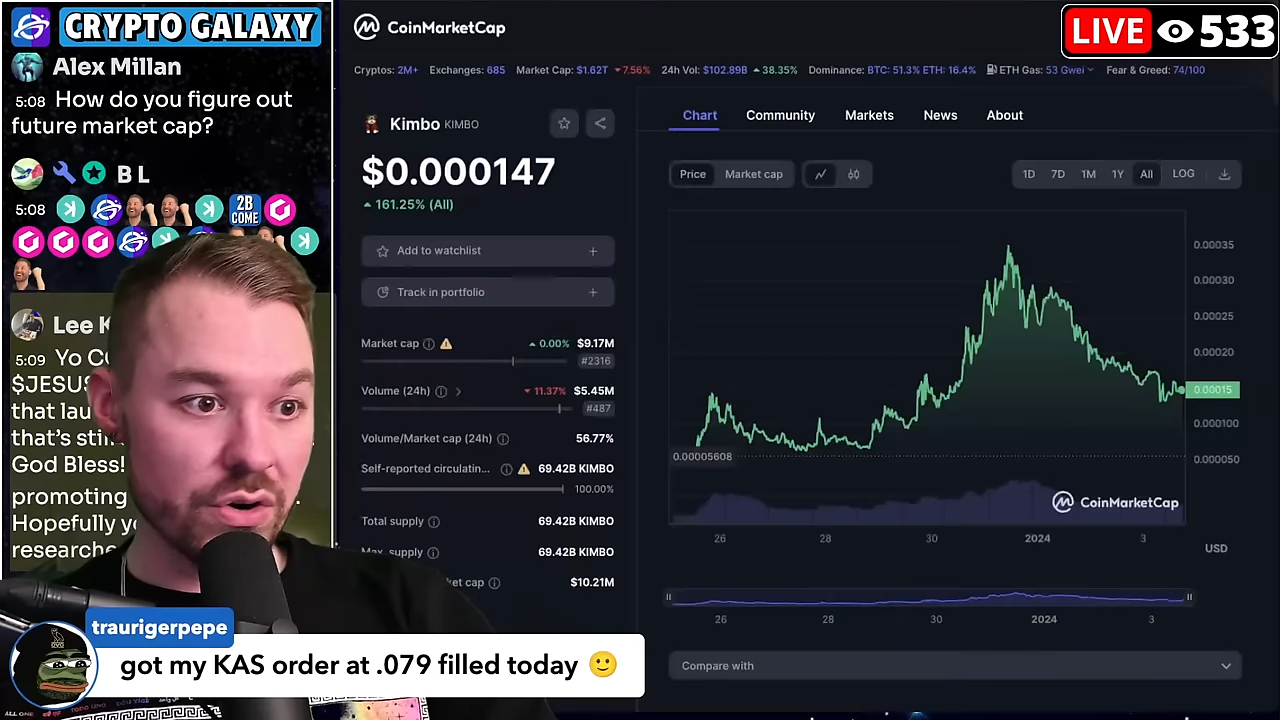 CRYPTO GALAXY
Alex Millan
5:08 How do you figure out
future market cap?
B L
5:08
2B
COME
Lee K
5:09 Yo C
$JESUS
that lau
that's still
God Bless!
promoting
Hopefully yo
researche
traurigerpepe
got my KAS order at .079 filled today 🙂
CoinMarketCap
LIVE 533
Cryptos: 2M+ Exchanges: 685 Market Cap: $1.62T 7.56% 24h Vol: $102.89B 38.35% Dominance: BTC: 51.3% ETH: 16.4% ETH Gas: 53 Gwei Fear & Greed: 74/100
Kimbo KIMBO
$0.000147
161.25% (All)
Add to watchlist +
Track in portfolio +
Market cap 0.00% $9.17M
#2316
Volume (24h) 11.37% $5.45M
#487
Volume/Market cap (24h) 56.77%
Self-reported circulatin... 69.42B KIMBO
100.00%
Total supply 69.42B KIMBO
Max. supply 69.42B KIMBO
ket cap $10.21M
Chart Community Markets News About
Price Market cap 1D 7D 1M 1Y All LOG
0.00035
0.00030
0.00025
0.00020
0.00015
0.000100
0.000050
0.00005608
CoinMarketCap
26 28 30 2024 3
USD
26 28 30 2024 3
Compare with